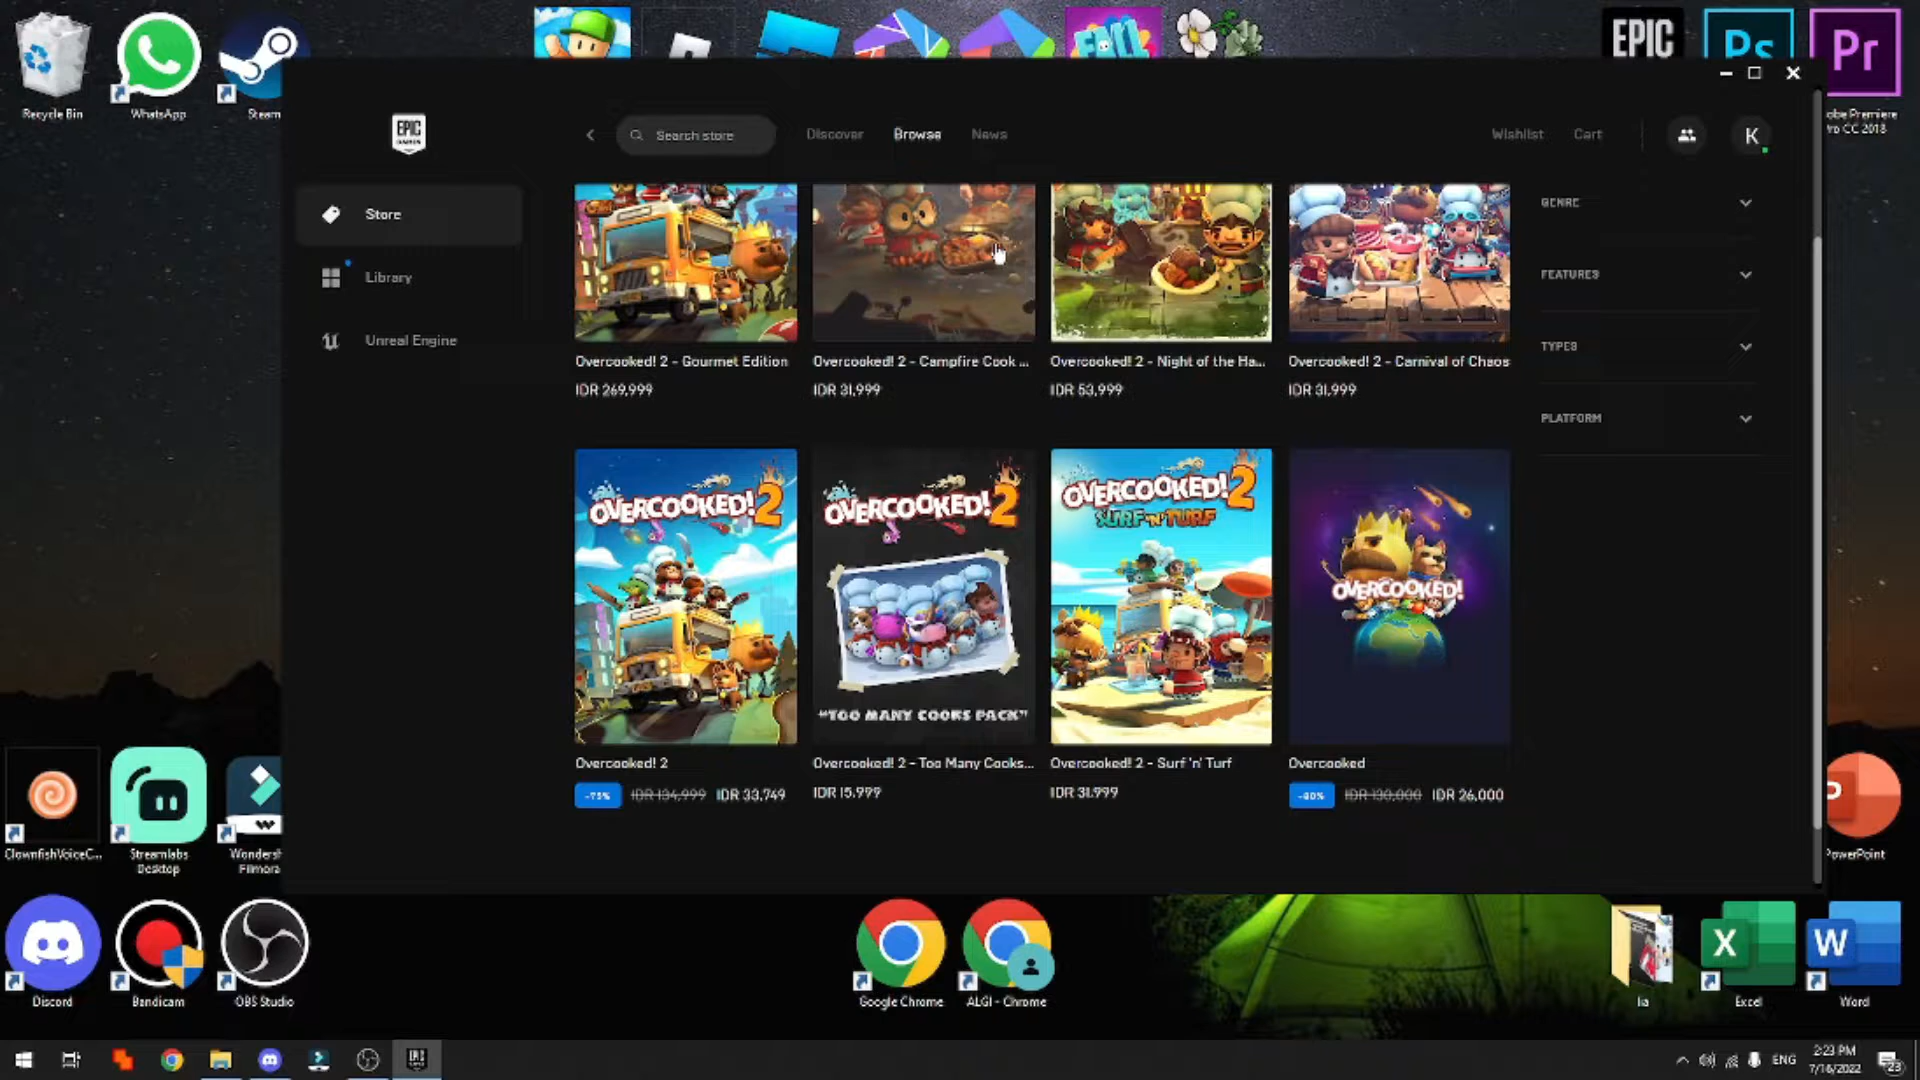 EPIC
Ps
Pr
Recycle Bin
WhatsApp
Steam
obe Premiere
ro CC 2018
EPIC
GAMES
Search store
Discover
Browse
News
Wishlist
Cart
K
Store
Library
Unreal Engine
GENRE
FEATURES
TYPES
PLATFORM
Overcooked! 2 - Gourmet Edition
Overcooked! 2 - Campfire Cook ...
Overcooked! 2 - Night of the Ha...
Overcooked! 2 - Carnival of Chaos
IDR 269,999
IDR 31,999
IDR 53,999
IDR 31,999
OVERCOOKED! 2
OVERCOOKED! 2
OVERCOOKED! 2
SURF 'N' TURF
OVERCOOKED!
"TOO MANY COOKS PACK"
Overcooked! 2
Overcooked! 2 - Too Many Cooks...
Overcooked! 2 - Surf 'n' Turf
Overcooked
-75% IDR 134,999 IDR 33,749
IDR 15,999
IDR 31,999
-80% IDR 130,000 IDR 26,000
ClownfishVoiceC...
Streamlabs
Desktop
Wondersh
Filmora
PowerPoint
Discord
Bandicam
OBS Studio
Google Chrome
ALGI - Chrome
lia
Excel
Word
ENG
2:23 PM
7/16/2022
23